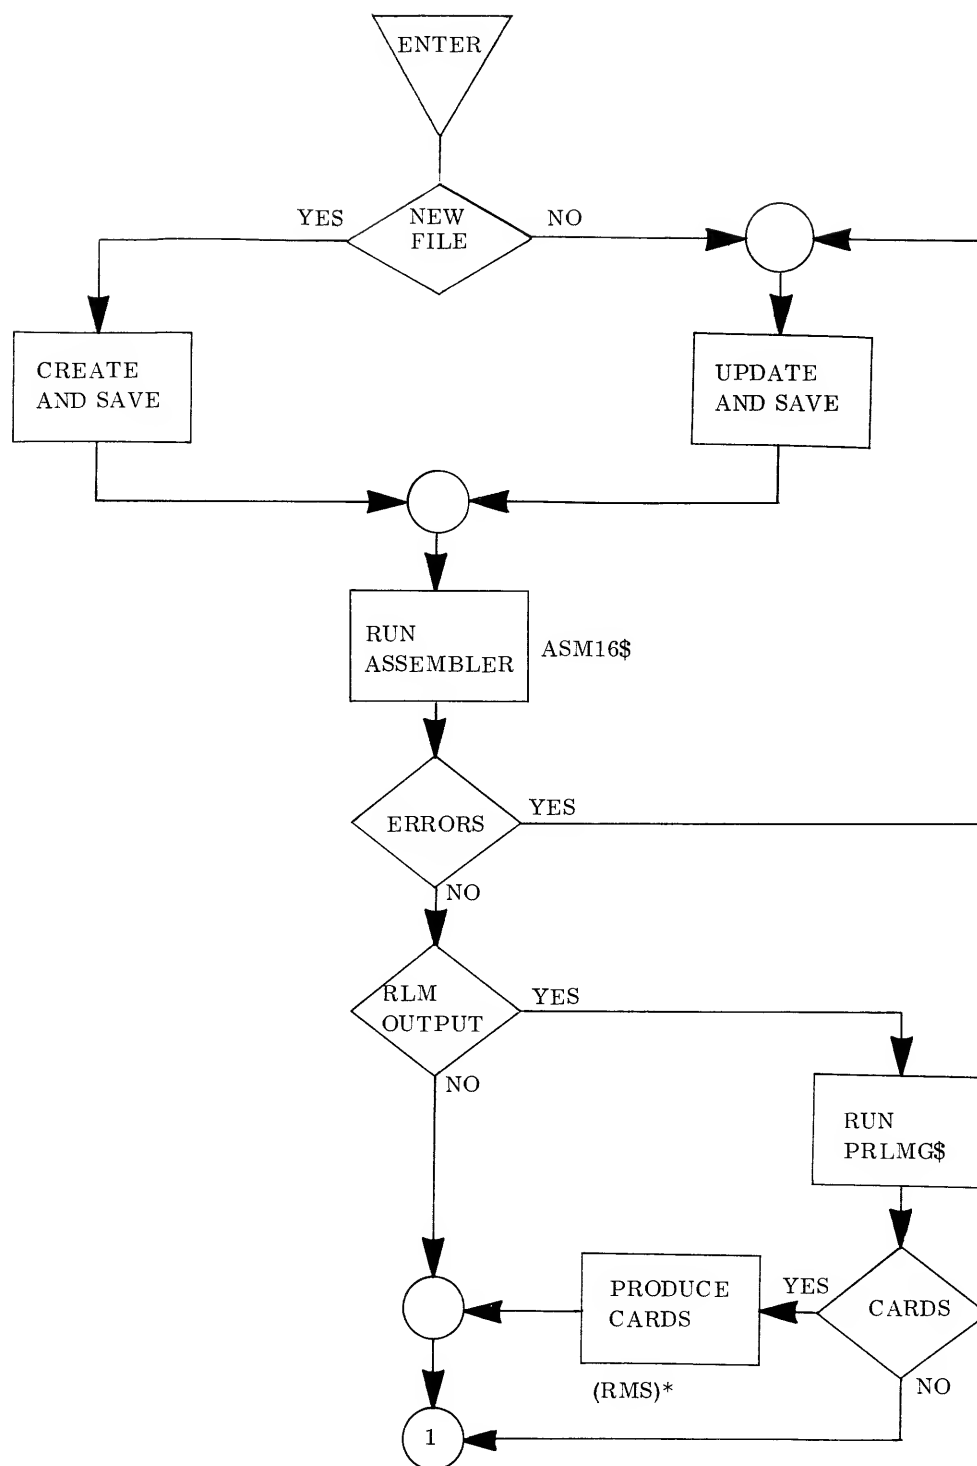 ENTER
YES
NEW
FILE
NO
CREATE
AND SAVE
UPDATE
AND SAVE
RUN
ASSEMBLER
ASM16$
ERRORS
YES
NO
RLM
OUTPUT
YES
NO
RUN
PRLMG$
PRODUCE
CARDS
YES
CARDS
(RMS)*
NO
1